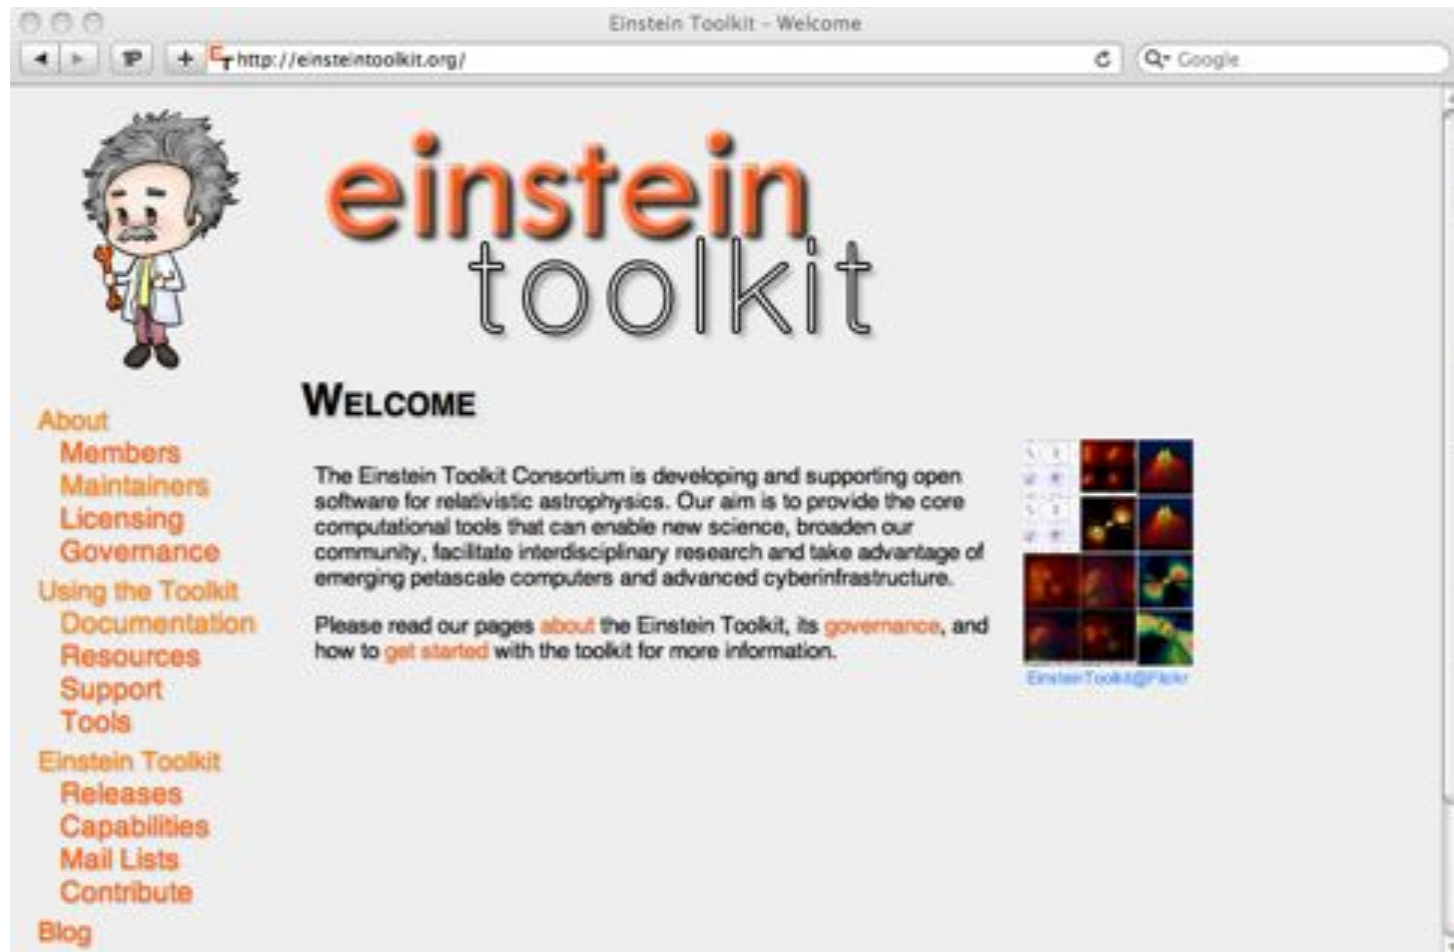 Einstein Toolkit – Welcome
http://einsteintoolkit.org/
Google
einstein
toolkit
WELCOME
About
Members
Maintainers
Licensing
Governance
Using the Toolkit
Documentation
Resources
Support
Tools
Einstein Toolkit
Releases
Capabilities
Mail Lists
Contribute
Blog
The Einstein Toolkit Consortium is developing and supporting open
software for relativistic astrophysics. Our aim is to provide the core
computational tools that can enable new science, broaden our
community, facilitate interdisciplinary research and take advantage of
emerging petascale computers and advanced cyberinfrastructure.
Please read our pages about the Einstein Toolkit, its governance, and
how to get started with the toolkit for more information.
EinsteinToolkit@Flickr